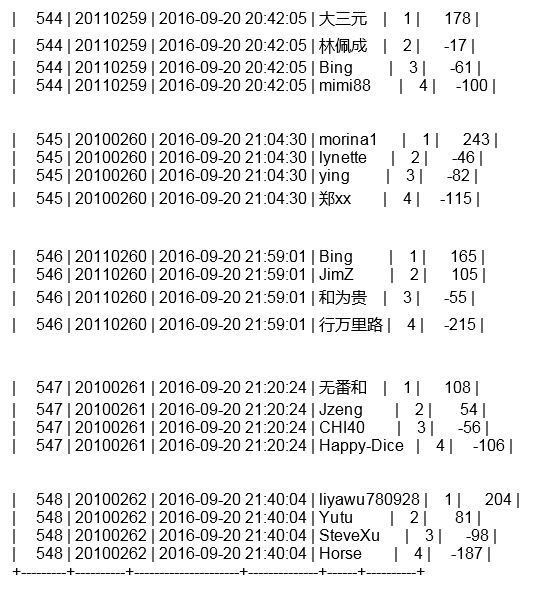 |     544 | 20110259 | 2016-09-20 20:42:05 | 大三元    |    1 |      178 |
|     544 | 20110259 | 2016-09-20 20:42:05 | 林佩成    |    2 |      -17 |
|     544 | 20110259 | 2016-09-20 20:42:05 | Bing         |    3 |      -61 |
|     544 | 20110259 | 2016-09-20 20:42:05 | mimi88       |    4 |     -100 |
|     545 | 20100260 | 2016-09-20 21:04:30 | morina1      |    1 |      243 |
|     545 | 20100260 | 2016-09-20 21:04:30 | lynette      |    2 |      -46 |
|     545 | 20100260 | 2016-09-20 21:04:30 | ying         |    3 |      -82 |
|     545 | 20100260 | 2016-09-20 21:04:30 | 郑xx        |    4 |     -115 |
|     546 | 20110260 | 2016-09-20 21:59:01 | Bing         |    1 |      165 |
|     546 | 20110260 | 2016-09-20 21:59:01 | JimZ         |    2 |      105 |
|     546 | 20110260 | 2016-09-20 21:59:01 | 和为贵    |    3 |      -55 |
|     546 | 20110260 | 2016-09-20 21:59:01 | 行万里路 |    4 |     -215 |
|     547 | 20100261 | 2016-09-20 21:20:24 | 无番和    |    1 |      108 |
|     547 | 20100261 | 2016-09-20 21:20:24 | Jzeng        |    2 |       54 |
|     547 | 20100261 | 2016-09-20 21:20:24 | CHI40        |    3 |      -56 |
|     547 | 20100261 | 2016-09-20 21:20:24 | Happy-Dice   |    4 |     -106 |
|     548 | 20100262 | 2016-09-20 21:40:04 | liyawu780928 |    1 |      204 |
|     548 | 20100262 | 2016-09-20 21:40:04 | Yutu         |    2 |       81 |
|     548 | 20100262 | 2016-09-20 21:40:04 | SteveXu      |    3 |      -98 |
|     548 | 20100262 | 2016-09-20 21:40:04 | Horse        |    4 |     -187 |
+---------+----------+---------------------+--------------+------+----------+